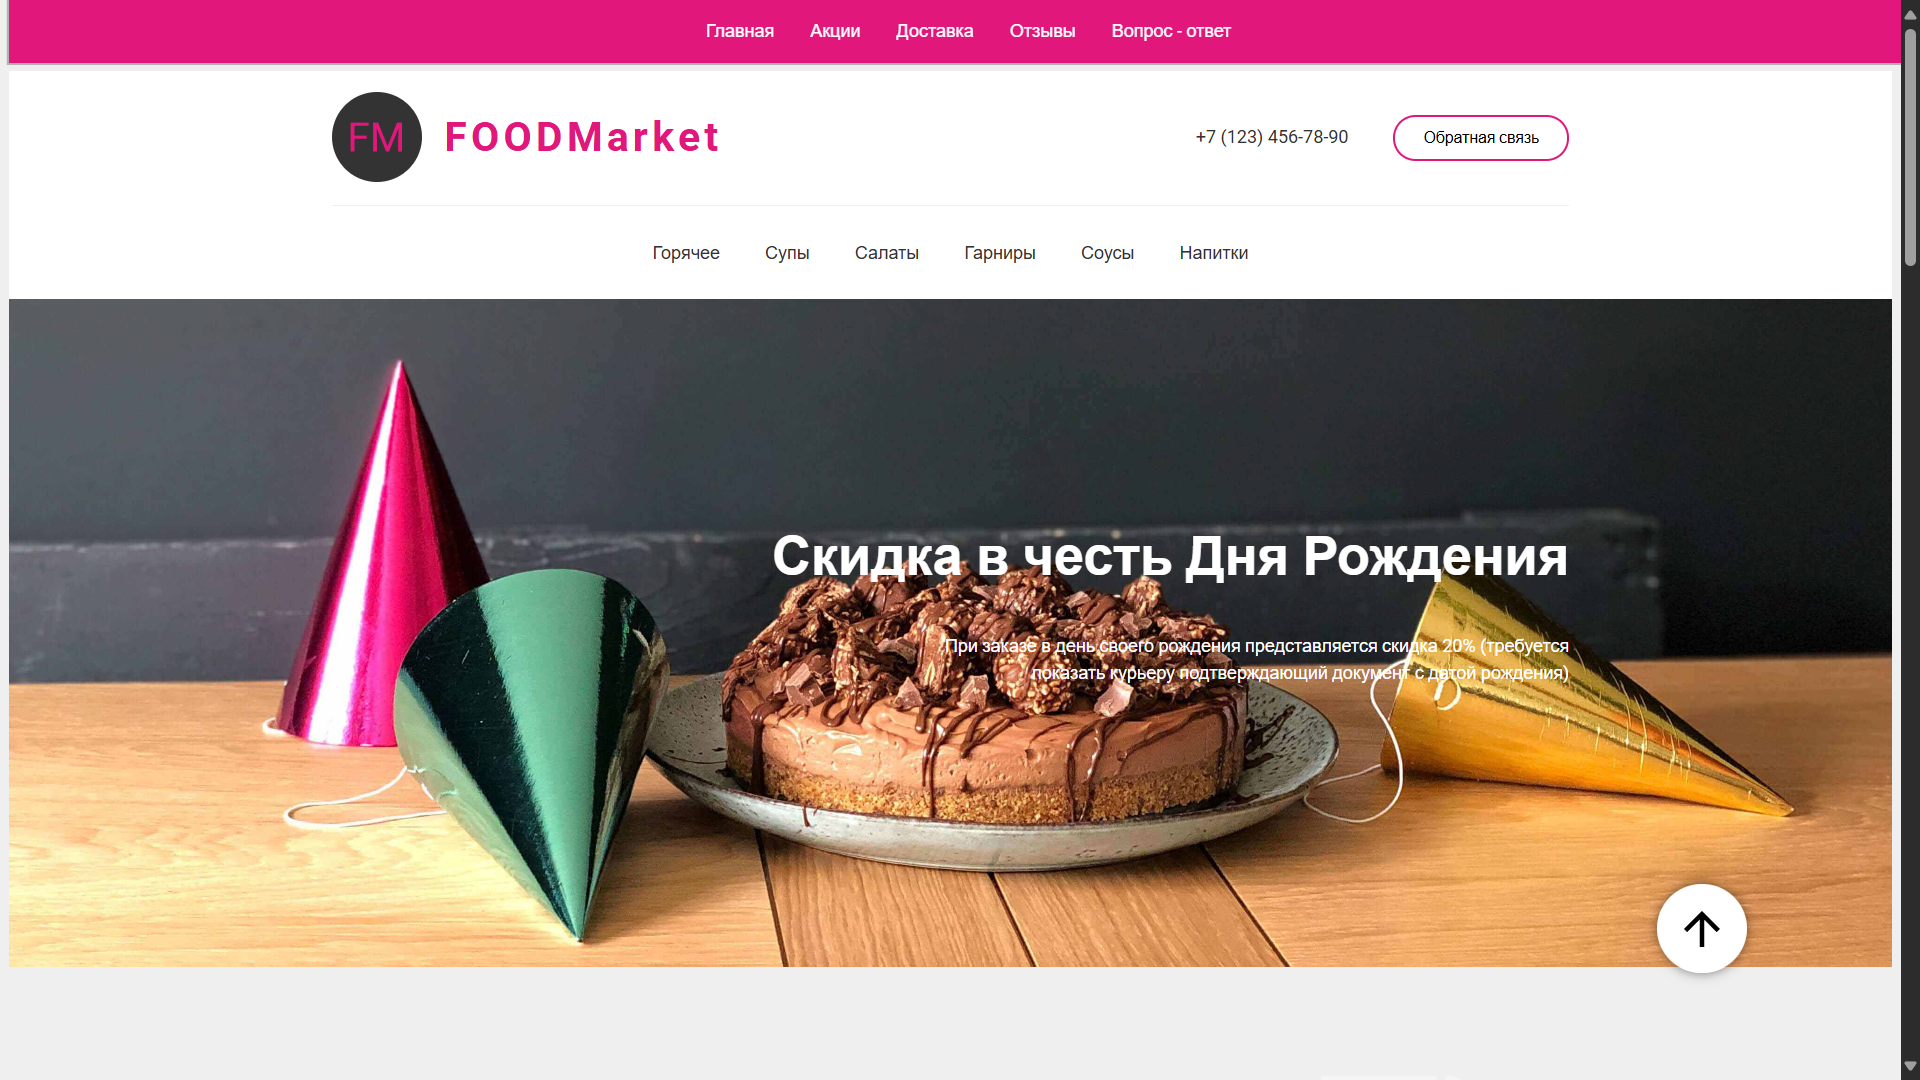 Главная Акции Доставка Отзывы Вопрос - ответ
FM FOODMarket +7 (123) 456-78-90 Обратная связь
Горячее Супы Салаты Гарниры Соусы Напитки
Скидка в честь Дня Рождения
При заказе в день своего рождения представляется скидка 20% (требуется
показать курьеру подтверждающий документ с датой рождения)